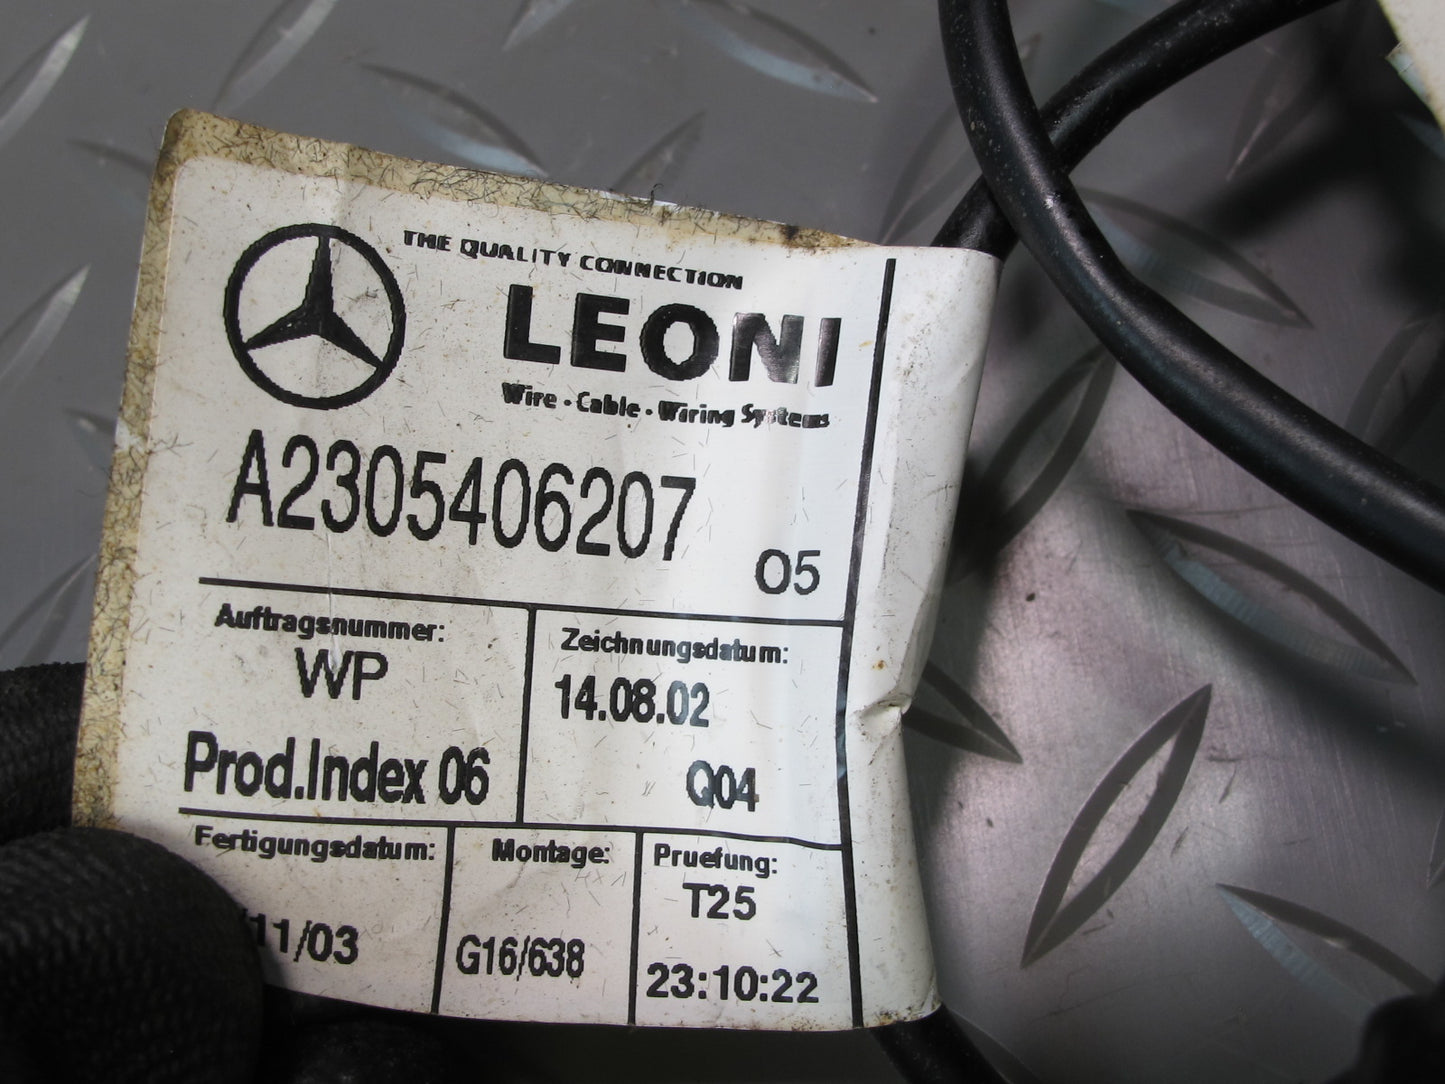 THE QUALITY CONNECTION
LEONI
Wire - Cable - Wiring Systems
A2305406207
05
Auftragsnummer:
WP
Prod.Index 06
Zeichnungsdatum:
14.08.02
Q04
Fertigungsdatum:
/11/03
Montage:
G16/638
Pruefung:
T25
23:10:22